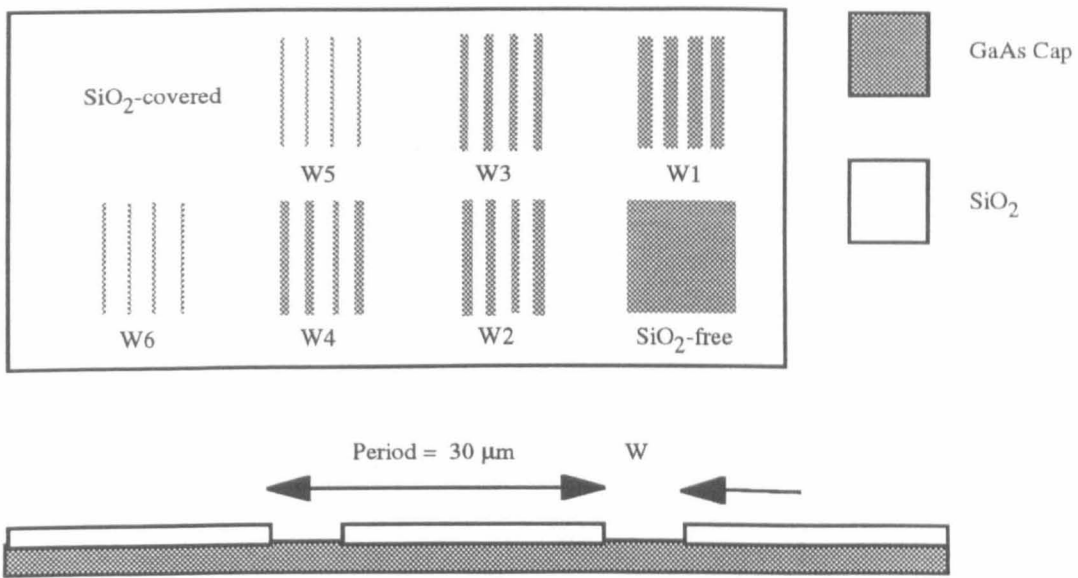 GaAs Cap
SiO2-covered
W5
W3
W1
SiO2
W6
W4
W2
SiO2-free
Period = 30 μm
W